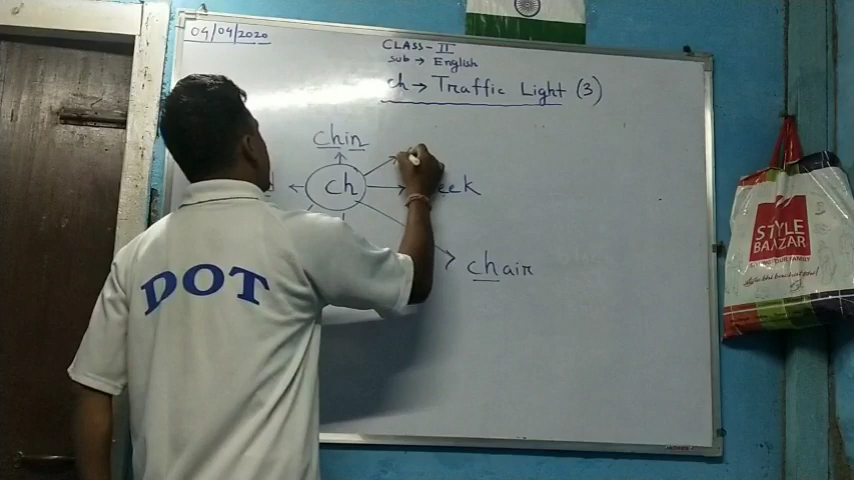 04/04/2020
CLASS - II
sub → English
ch → Traffic Light (3)
chin
ch
eek
chair
DOT
STYLE
BAAZAR